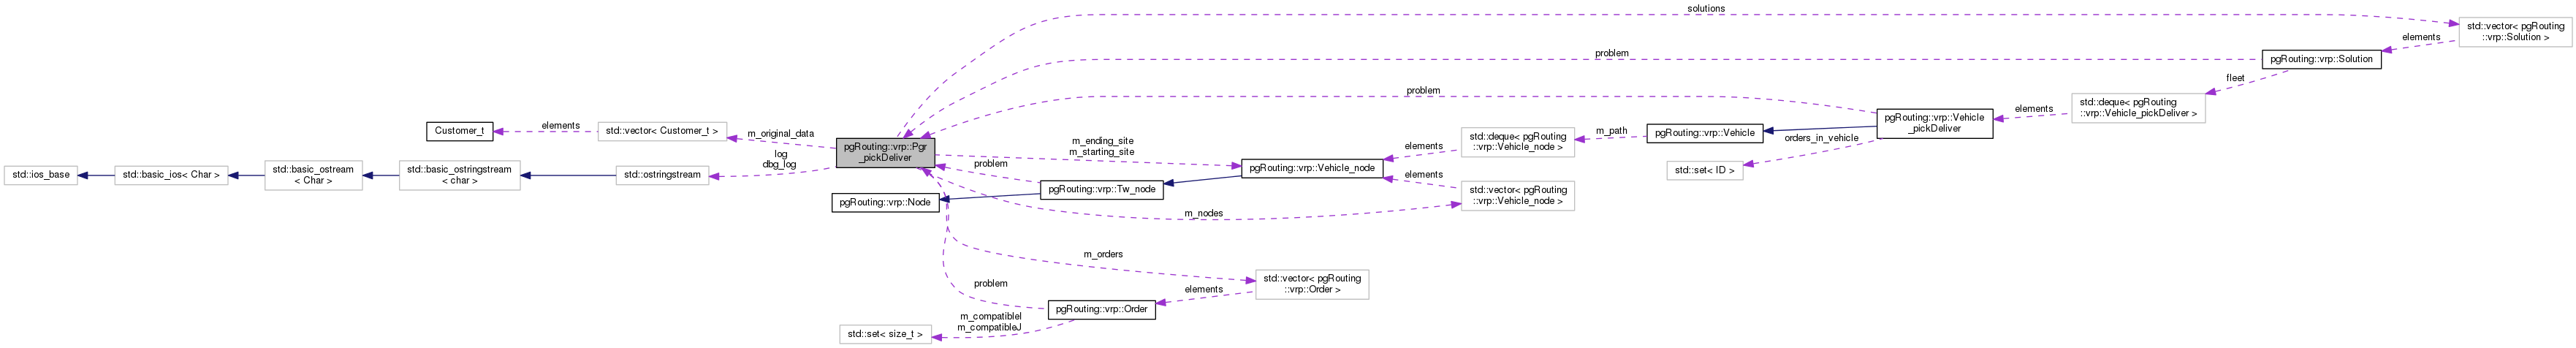 solutions
std::vector< pgRouting
::vrp::Solution >
elements
problem
pgRouting::vrp::Solution
fleet
problem
std::deque< pgRouting
::vrp::Vehicle_pickDeliver >
elements
pgRouting::vrp::Vehicle
_pickDeliver
Customer_t
elements
std::vector< Customer_t >
m_original_data
pgRouting::vrp::Pgr
_pickDeliver
m_ending_site
m_starting_site
std::deque< pgRouting
::vrp::Vehicle_node >
m_path
pgRouting::vrp::Vehicle
orders_in_vehicle
elements
std::set< ID >
log
dbg_log
problem
pgRouting::vrp::Vehicle_node
std::ios_base
std::basic_ios< Char >
std::basic_ostream
< Char >
std::basic_ostringstream
< char >
std::ostringstream
elements
pgRouting::vrp::Tw_node
std::vector< pgRouting
::vrp::Vehicle_node >
pgRouting::vrp::Node
m_nodes
m_orders
std::vector< pgRouting
::vrp::Order >
problem
elements
pgRouting::vrp::Order
m_compatibleI
m_compatibleJ
std::set< size_t >